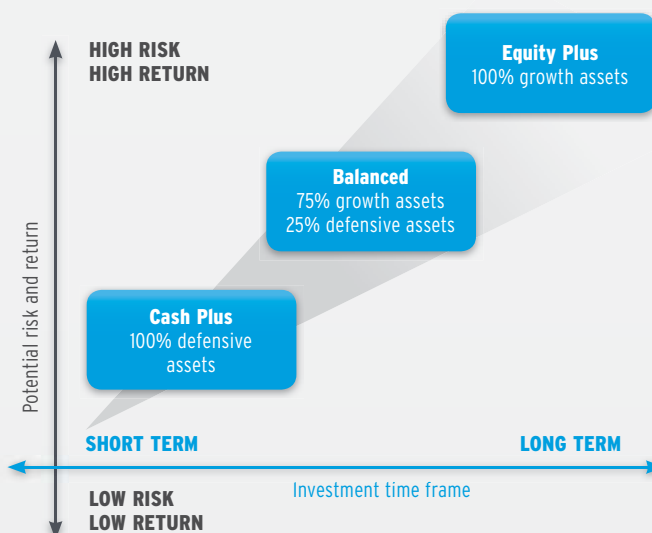 HIGH RISK
HIGH RETURN
Equity Plus
100% growth assets
Balanced
75% growth assets
25% defensive assets
Cash Plus
100% defensive
assets
Potential risk and return
SHORT TERM
LONG TERM
Investment time frame
LOW RISK
LOW RETURN